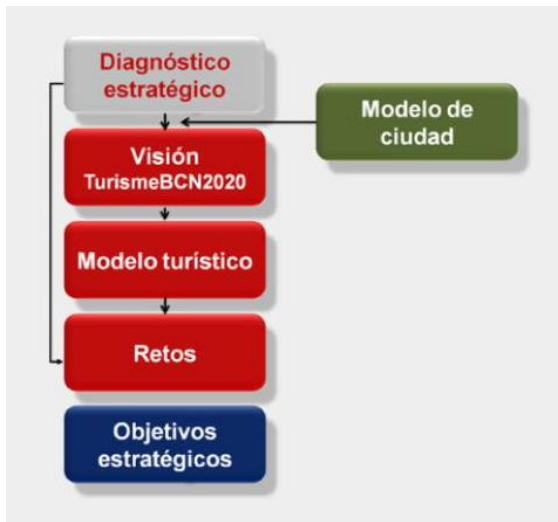 Diagnóstico
estratégico
Modelo de
ciudad
Visión
TurismeBCN2020
Modelo turístico
Retos
Objetivos
estratégicos